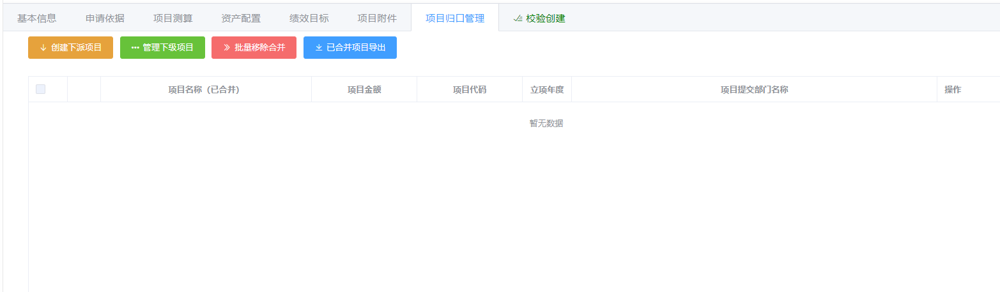 基本信息 申请依据 项目测算 资产配置 绩效目标 项目附件 项目归口管理 校验创建
创建下派项目 管理下级项目 批量移除合并 已合并项目导出
项目名称（已合并） 项目金额 项目代码 立项年度 项目提交部门名称 操作
暂无数据